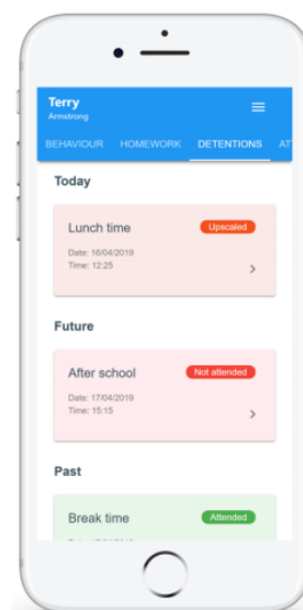 Terry
Armstrong
BEHAVIOUR HOMEWORK DETENTIONS AT
Today
Lunch time Upscaled
Date: 16/04/2019
Time: 12:25
Future
After school Not attended
Date: 17/04/2019
Time: 15:15
Past
Break time Attended